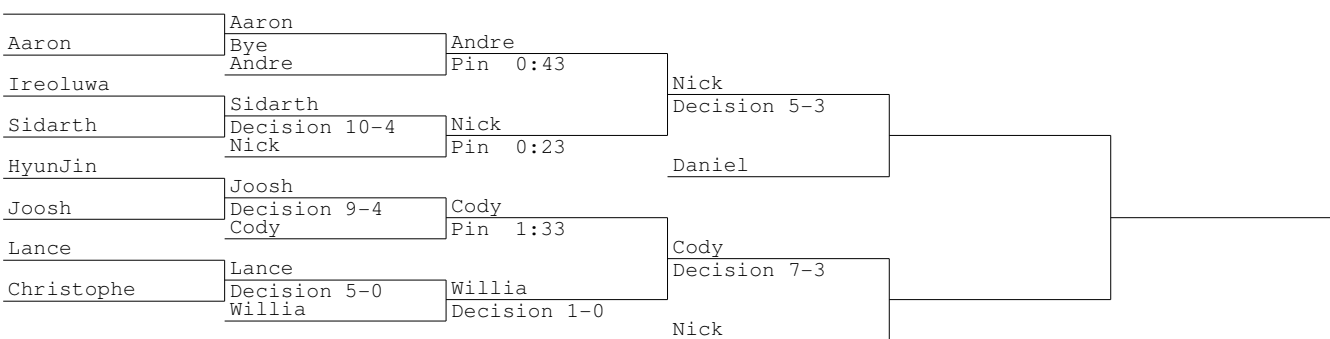 Aaron
Aaron
Bye
Andre
Andre
Pin 0:43
Ireoluwa
Sidarth
Sidarth
Decision 10-4
Nick
Nick
Pin 0:23
Nick
Decision 5-3
Daniel
HyunJin
Joosh
Joosh
Decision 9-4
Cody
Cody
Pin 1:33
Lance
Christophe
Lance
Decision 5-0
Willia
Willia
Decision 1-0
Cody
Decision 7-3
Nick